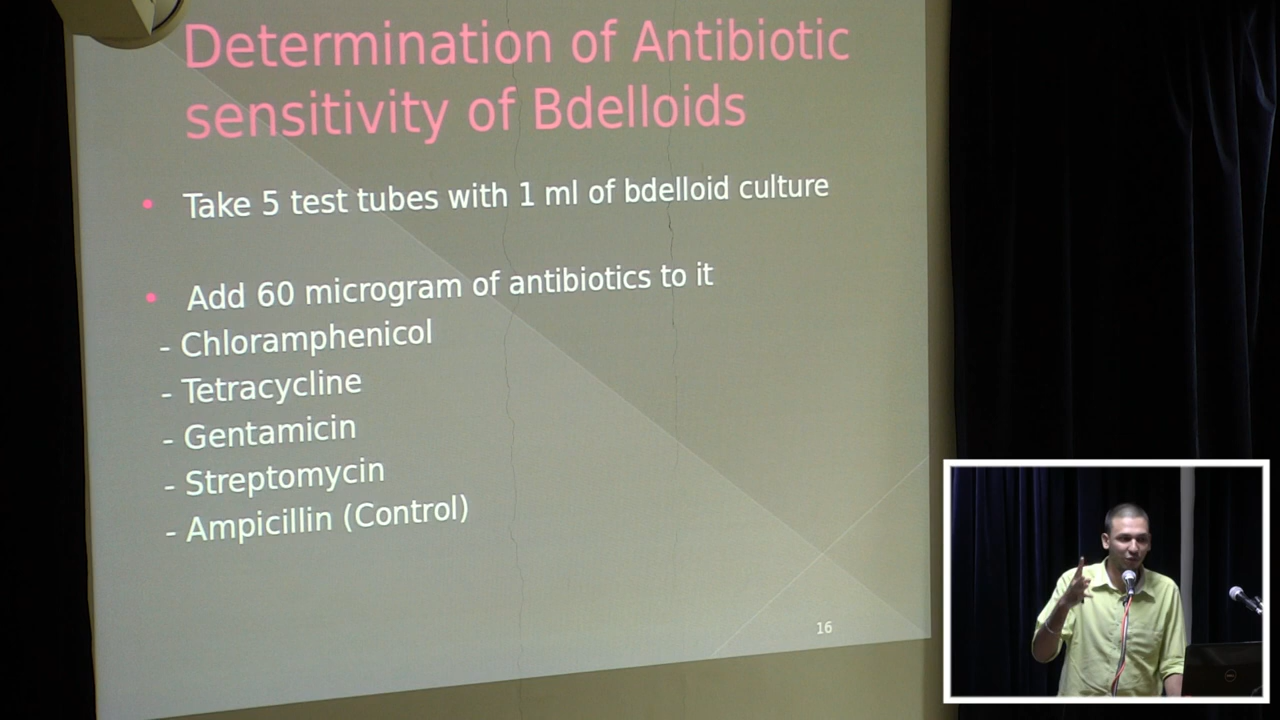 Determination of Antibiotic
sensitivity of Bdelloids
• Take 5 test tubes with 1 ml of bdelloid culture
• Add 60 microgram of antibiotics to it
- Chloramphenicol
- Tetracycline
- Gentamicin
- Streptomycin
- Ampicillin (Control)
16